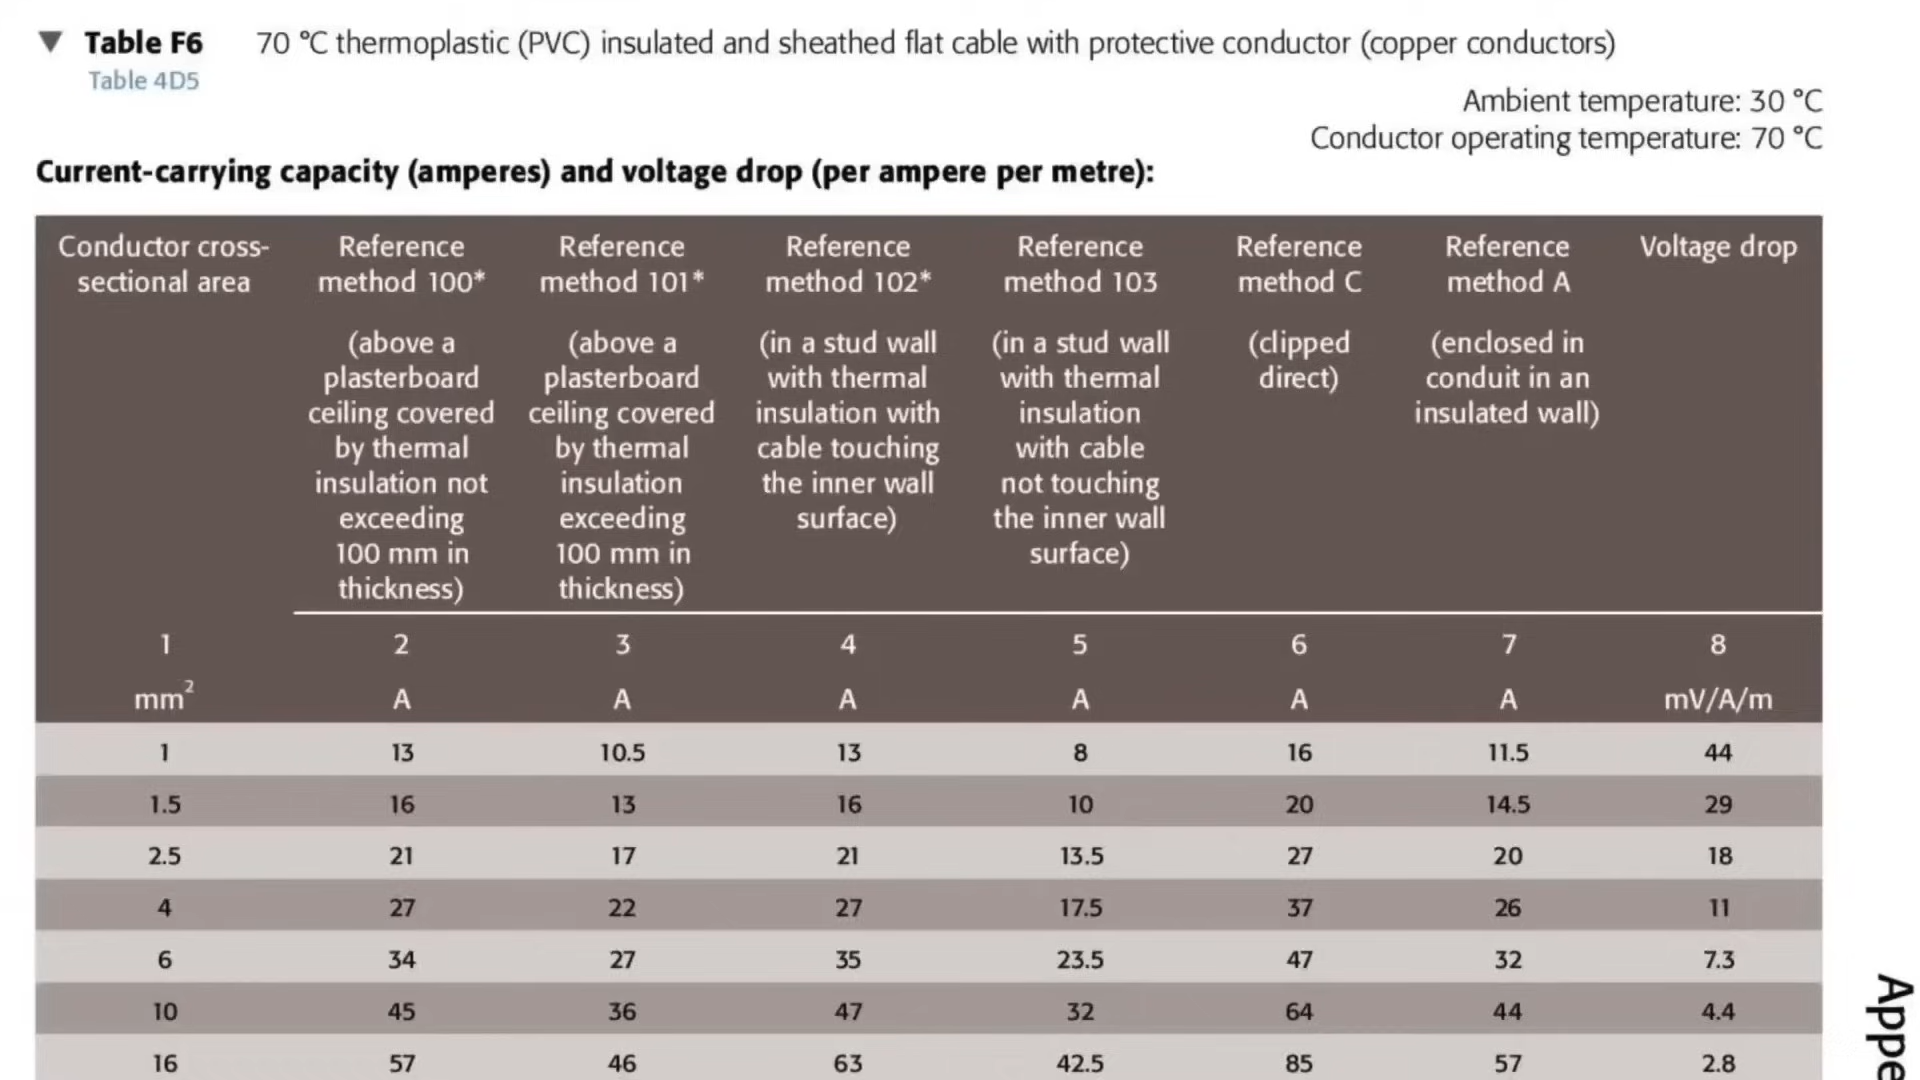 ▼ Table F6 70 °C thermoplastic (PVC) insulated and sheathed flat cable with protective conductor (copper conductors)
Table 4D5
Ambient temperature: 30 °C
Conductor operating temperature: 70 °C
Current-carrying capacity (amperes) and voltage drop (per ampere per metre):
Conductor cross-sectional area
Reference method 100* (above a plasterboard ceiling covered by thermal insulation not exceeding 100 mm in thickness)
Reference method 101* (above a plasterboard ceiling covered by thermal insulation exceeding 100 mm in thickness)
Reference method 102* (in a stud wall with thermal insulation with cable touching the inner wall surface)
Reference method 103 (in a stud wall with thermal insulation with cable not touching the inner wall surface)
Reference method C (clipped direct)
Reference method A (enclosed in conduit in an insulated wall)
Voltage drop
1 2 3 4 5 6 7 8
mm² A A A A A A mV/A/m
1 13 10.5 13 8 16 11.5 44
1.5 16 13 16 10 20 14.5 29
2.5 21 17 21 13.5 27 20 18
4 27 22 27 17.5 37 26 11
6 34 27 35 23.5 47 32 7.3
10 45 36 47 32 64 44 4.4
16 57 46 63 42.5 85 57 2.8
Appe